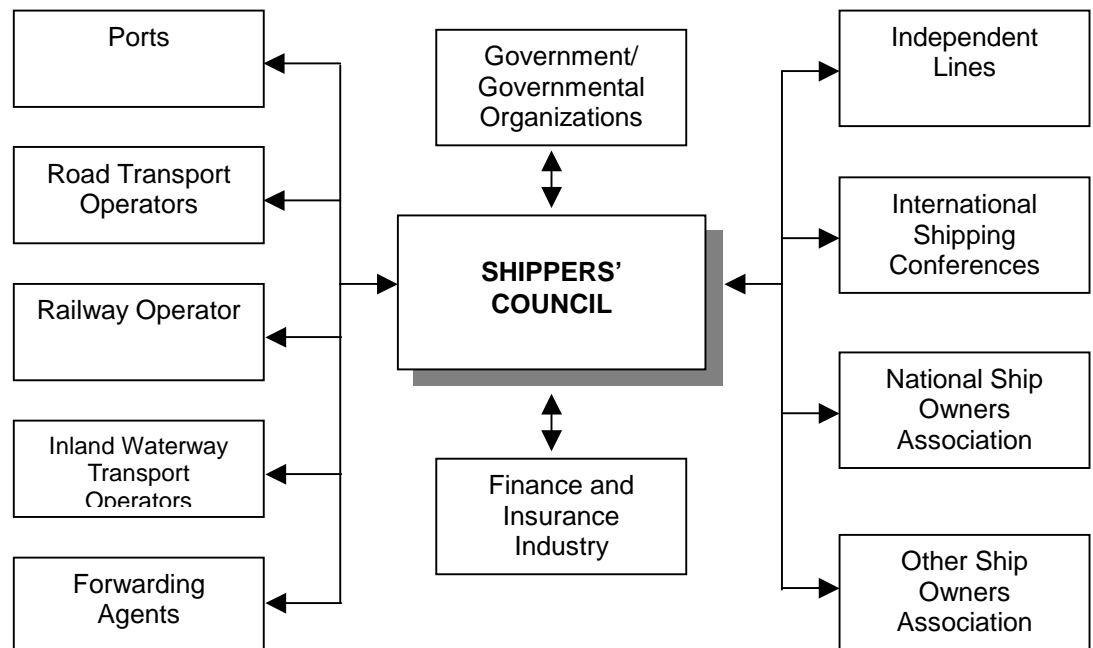 Ports
Road Transport
Operators
Railway Operator
Inland Waterway
Transport
Operators
Forwarding
Agents
Government/
Governmental
Organizations
SHIPPERS’
COUNCIL
Finance and
Insurance
Industry
Independent
Lines
International
Shipping
Conferences
National Ship
Owners
Association
Other Ship
Owners
Association